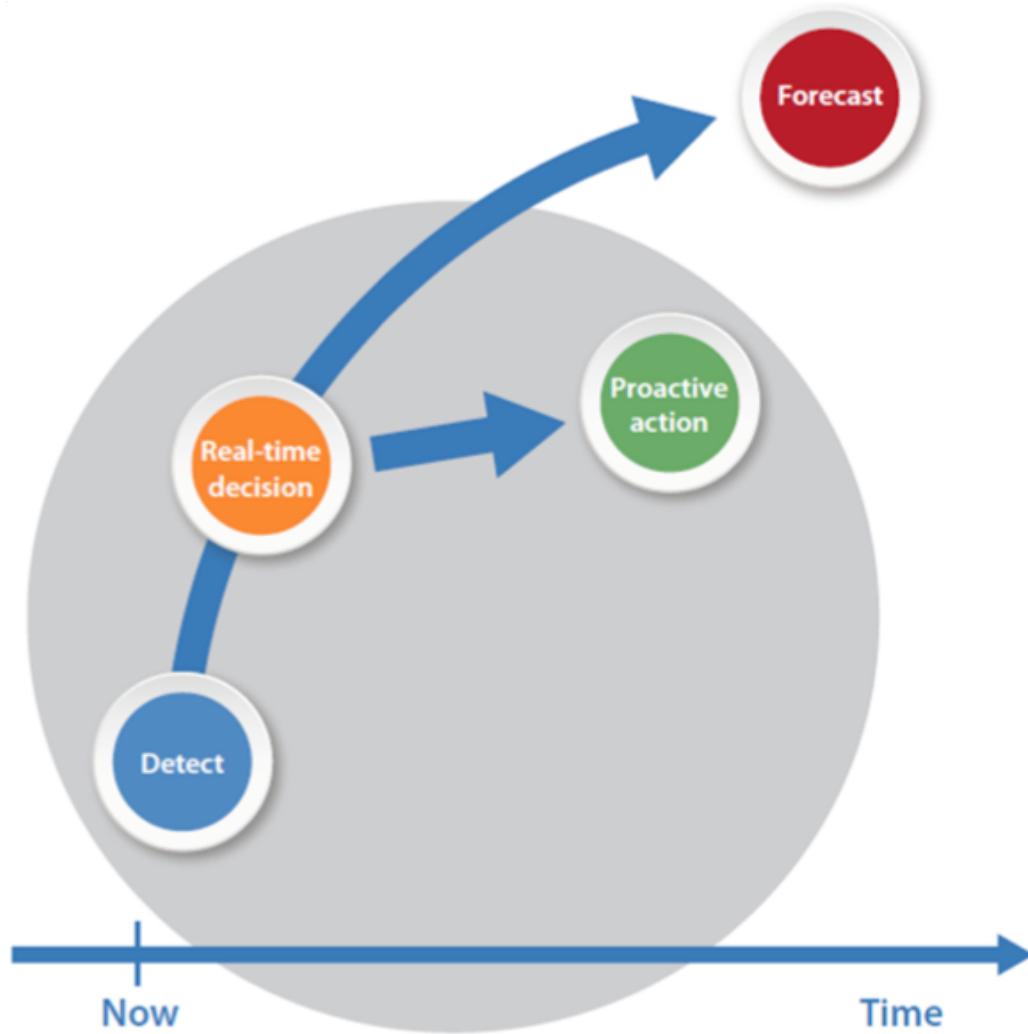 Forecast
Proactive
action
Real-time
decision
Detect
Now
Time